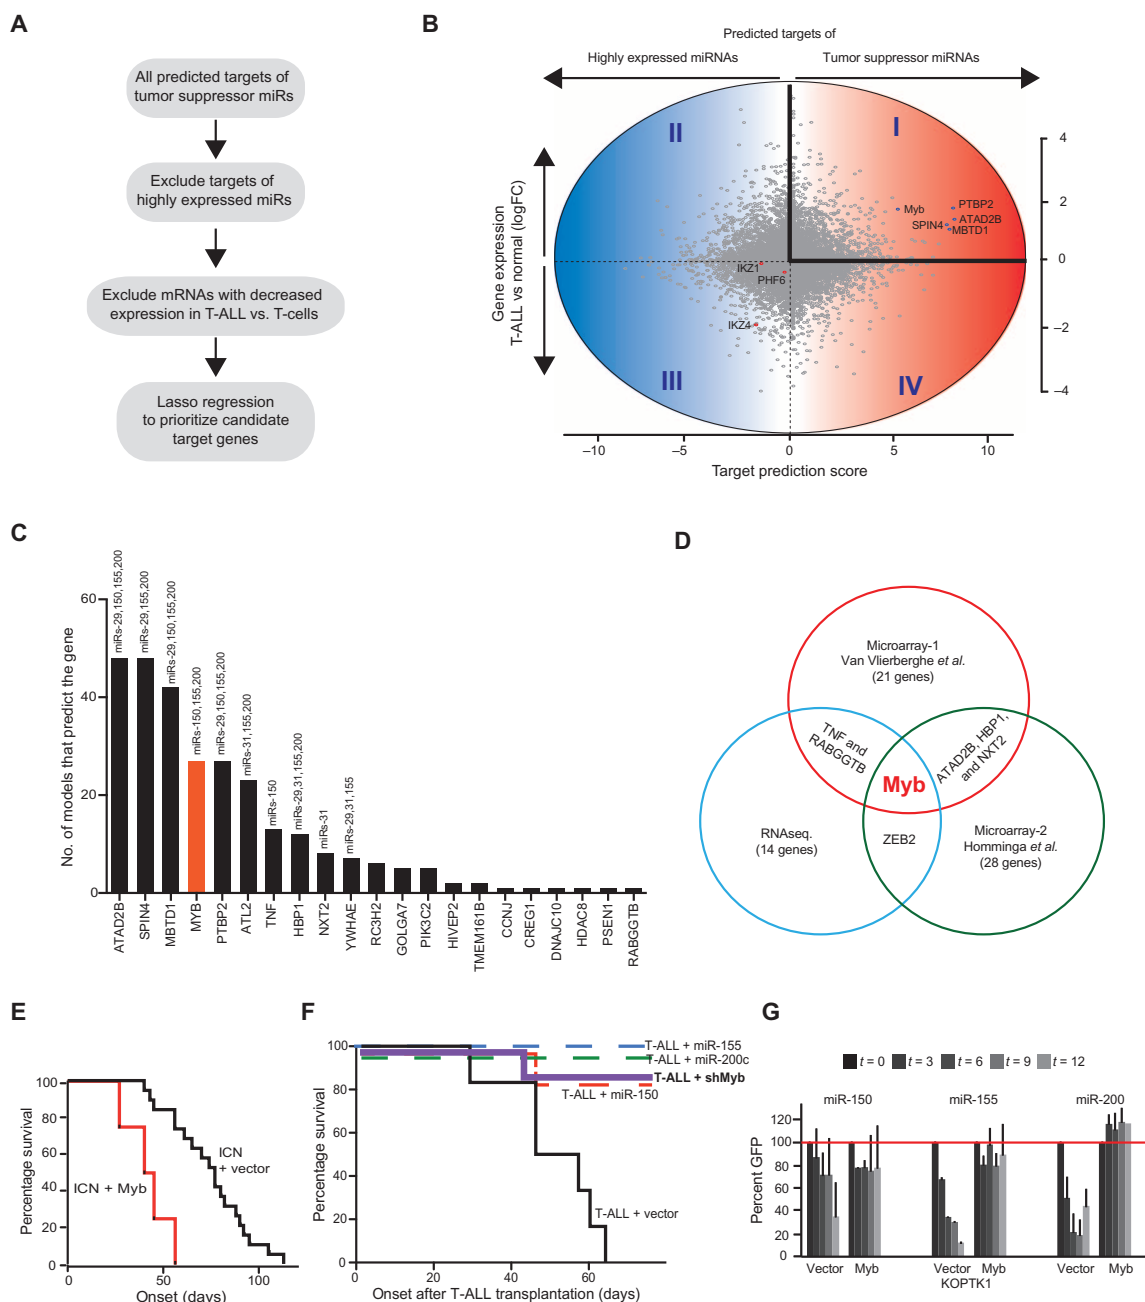 A
All predicted targets of
tumor suppressor miRs
Exclude targets of
highly expressed miRs
Exclude mRNAs with decreased
expression in T-ALL vs. T-cells
Lasso regression
to prioritize candidate
target genes
B
Predicted targets of
Highly expressed miRNAs
Tumor suppressor miRNAs
II
I
III
IV
Gene expression
T-ALL vs normal (logFC)
Myb
PTBP2
ATAD2B
SPIN4
MBTD1
IKZ1
PHF6
IKZ4
4
2
0
–2
–4
–10
–5
0
5
10
Target prediction score
C
No. of models that predict the gene
60
40
20
0
miRs-29,150,155,200
miRs-29,155,200
miRs-29,150,155,200
miRs-150,155,200
miRs-29,150,155,200
miRs-31,155,200
miRs-150
miRs-29,31,155,200
miRs-31
miRs-29,31,155
ATAD2B
SPIN4
MBTD1
MYB
PTBP2
ATL2
TNF
HBP1
NXT2
YWHAE
RC3H2
GOLGA7
PIK3C2
HIVEP2
TMEM161B
CCNJ
CREG1
DNAJC10
HDAC8
PSEN1
RABGGTB
D
Microarray-1
Van Vlierberghe et al.
(21 genes)
TNF and
RABGGTB
ATAD2B, HBP1,
and NXT2
Myb
RNAseq.
(14 genes)
ZEB2
Microarray-2
Homminga et al.
(28 genes)
E
Percentage survival
100
80
60
40
20
0
ICN
+ vector
ICN + Myb
0
50
100
Onset (days)
F
Percentage survival
100
80
60
40
20
0
T-ALL + miR-155
T-ALL + miR-200c
T-ALL + shMyb
T-ALL + miR-150
T-ALL + vector
0
20
40
60
Onset after T-ALL transplantation (days)
G
t = 0
t = 3
t = 6
t = 9
t = 12
miR-150
miR-155
miR-200
Percent GFP
120
100
80
60
40
20
0
Vector
Myb
Vector
Myb
Vector
Myb
KOPTK1